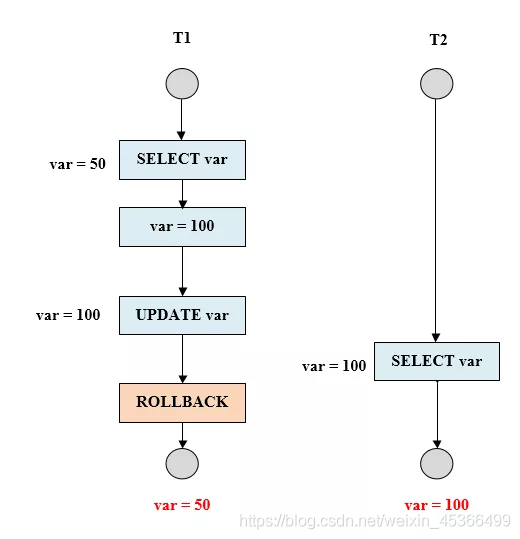 T1
T2
var = 50
SELECT var
var = 100
var = 100
UPDATE var
var = 100
SELECT var
ROLLBACK
var = 50
var = 100
https://blog.csdn.net/weixin_45366499